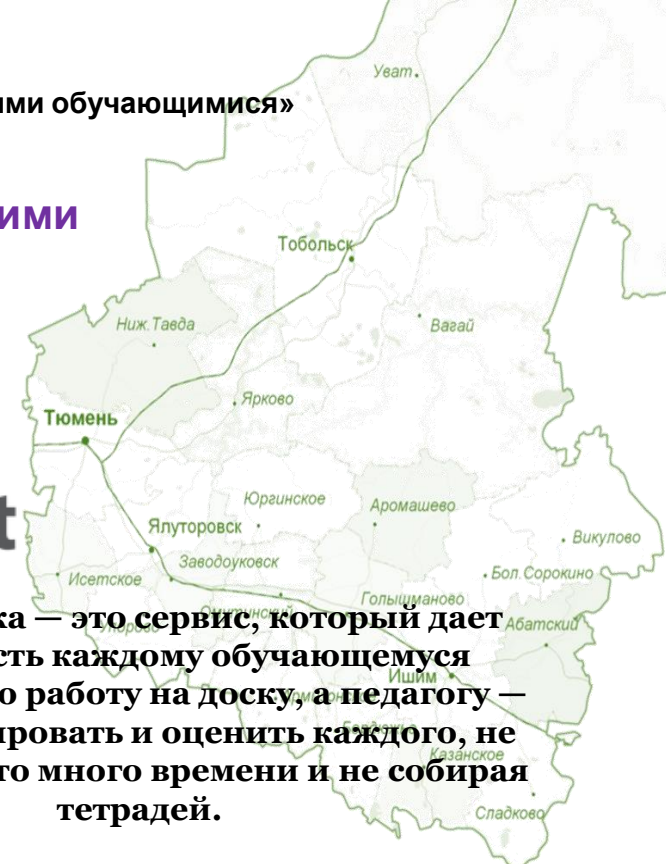 ими обучающимися»
ими
t
Уват
Тобольск
Ниж.Тавда
Вагай
Ярково
Тюмень
Юргинское
Аромашево
Ялуторовск
Викулово
Заводоуковск
Бол.Сорокино
Исетское
Голышманово
Омутинский
Абатский
ка — это сервис, который дает
сть каждому обучающемуся
Ишим
ю работу на доску, а педагогу —
ировать и оценить каждого, не
Казанское
то много времени и не собирая
тетрадей.
Сладково